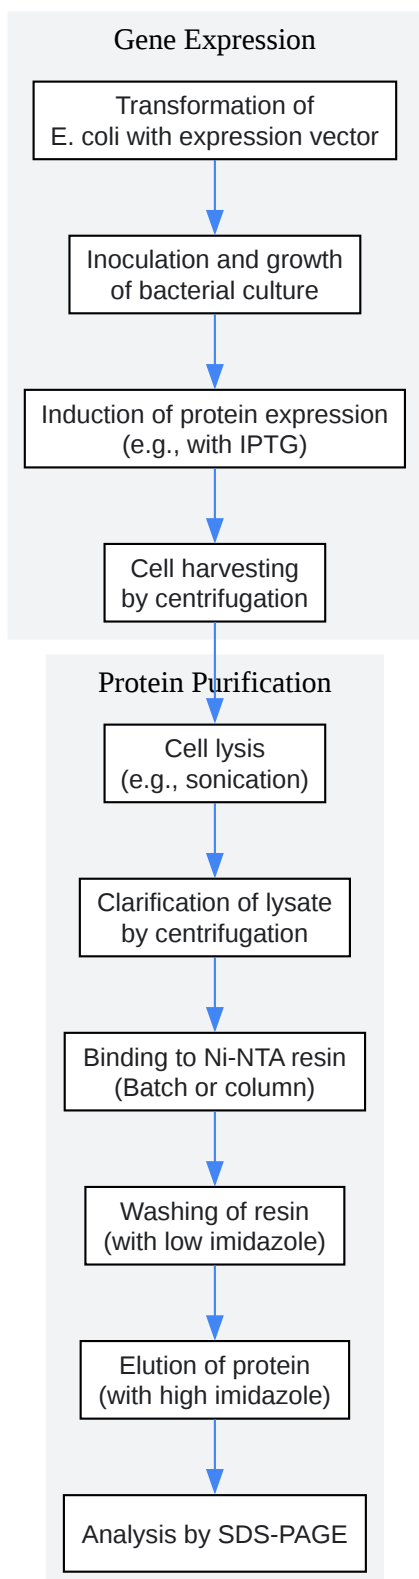 Gene Expression
Transformation of
E. coli with expression vector
Inoculation and growth
of bacterial culture
Induction of protein expression
(e.g., with IPTG)
Cell harvesting
by centrifugation
Protein Purification
Cell lysis
(e.g., sonication)
Clarification of lysate
by centrifugation
Binding to Ni-NTA resin
(Batch or column)
Washing of resin
(with low imidazole)
Elution of protein
(with high imidazole)
Analysis by SDS-PAGE